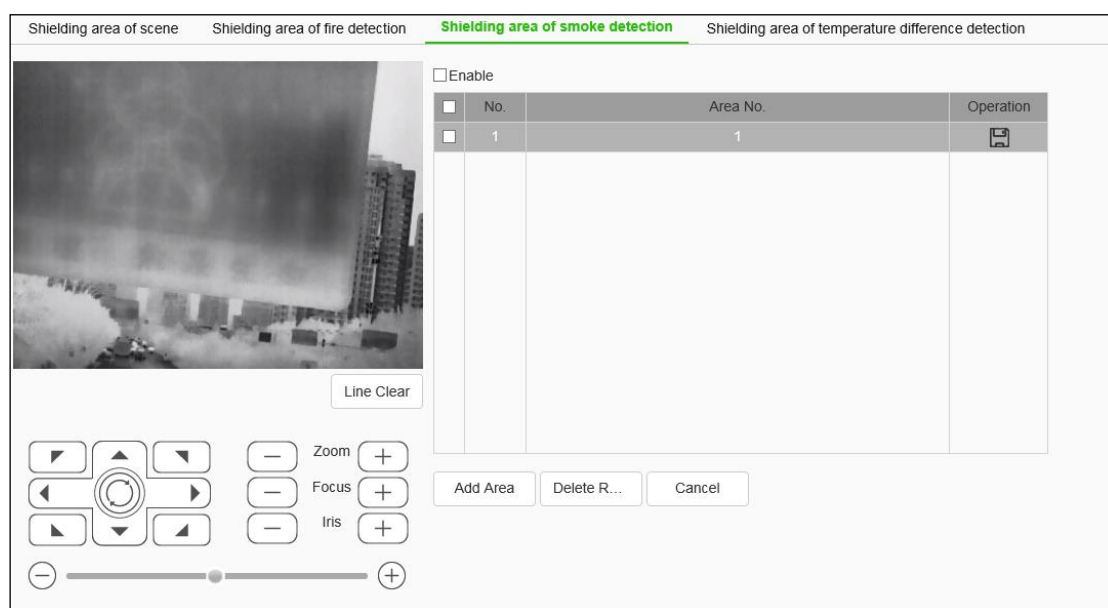 Shielding area of scene Shielding area of fire detection Shielding area of smoke detection Shielding area of temperature difference detection
Enable
No. Area No. Operation
1 1
Line Clear
Zoom
Focus
Iris
Add Area Delete R... Cancel